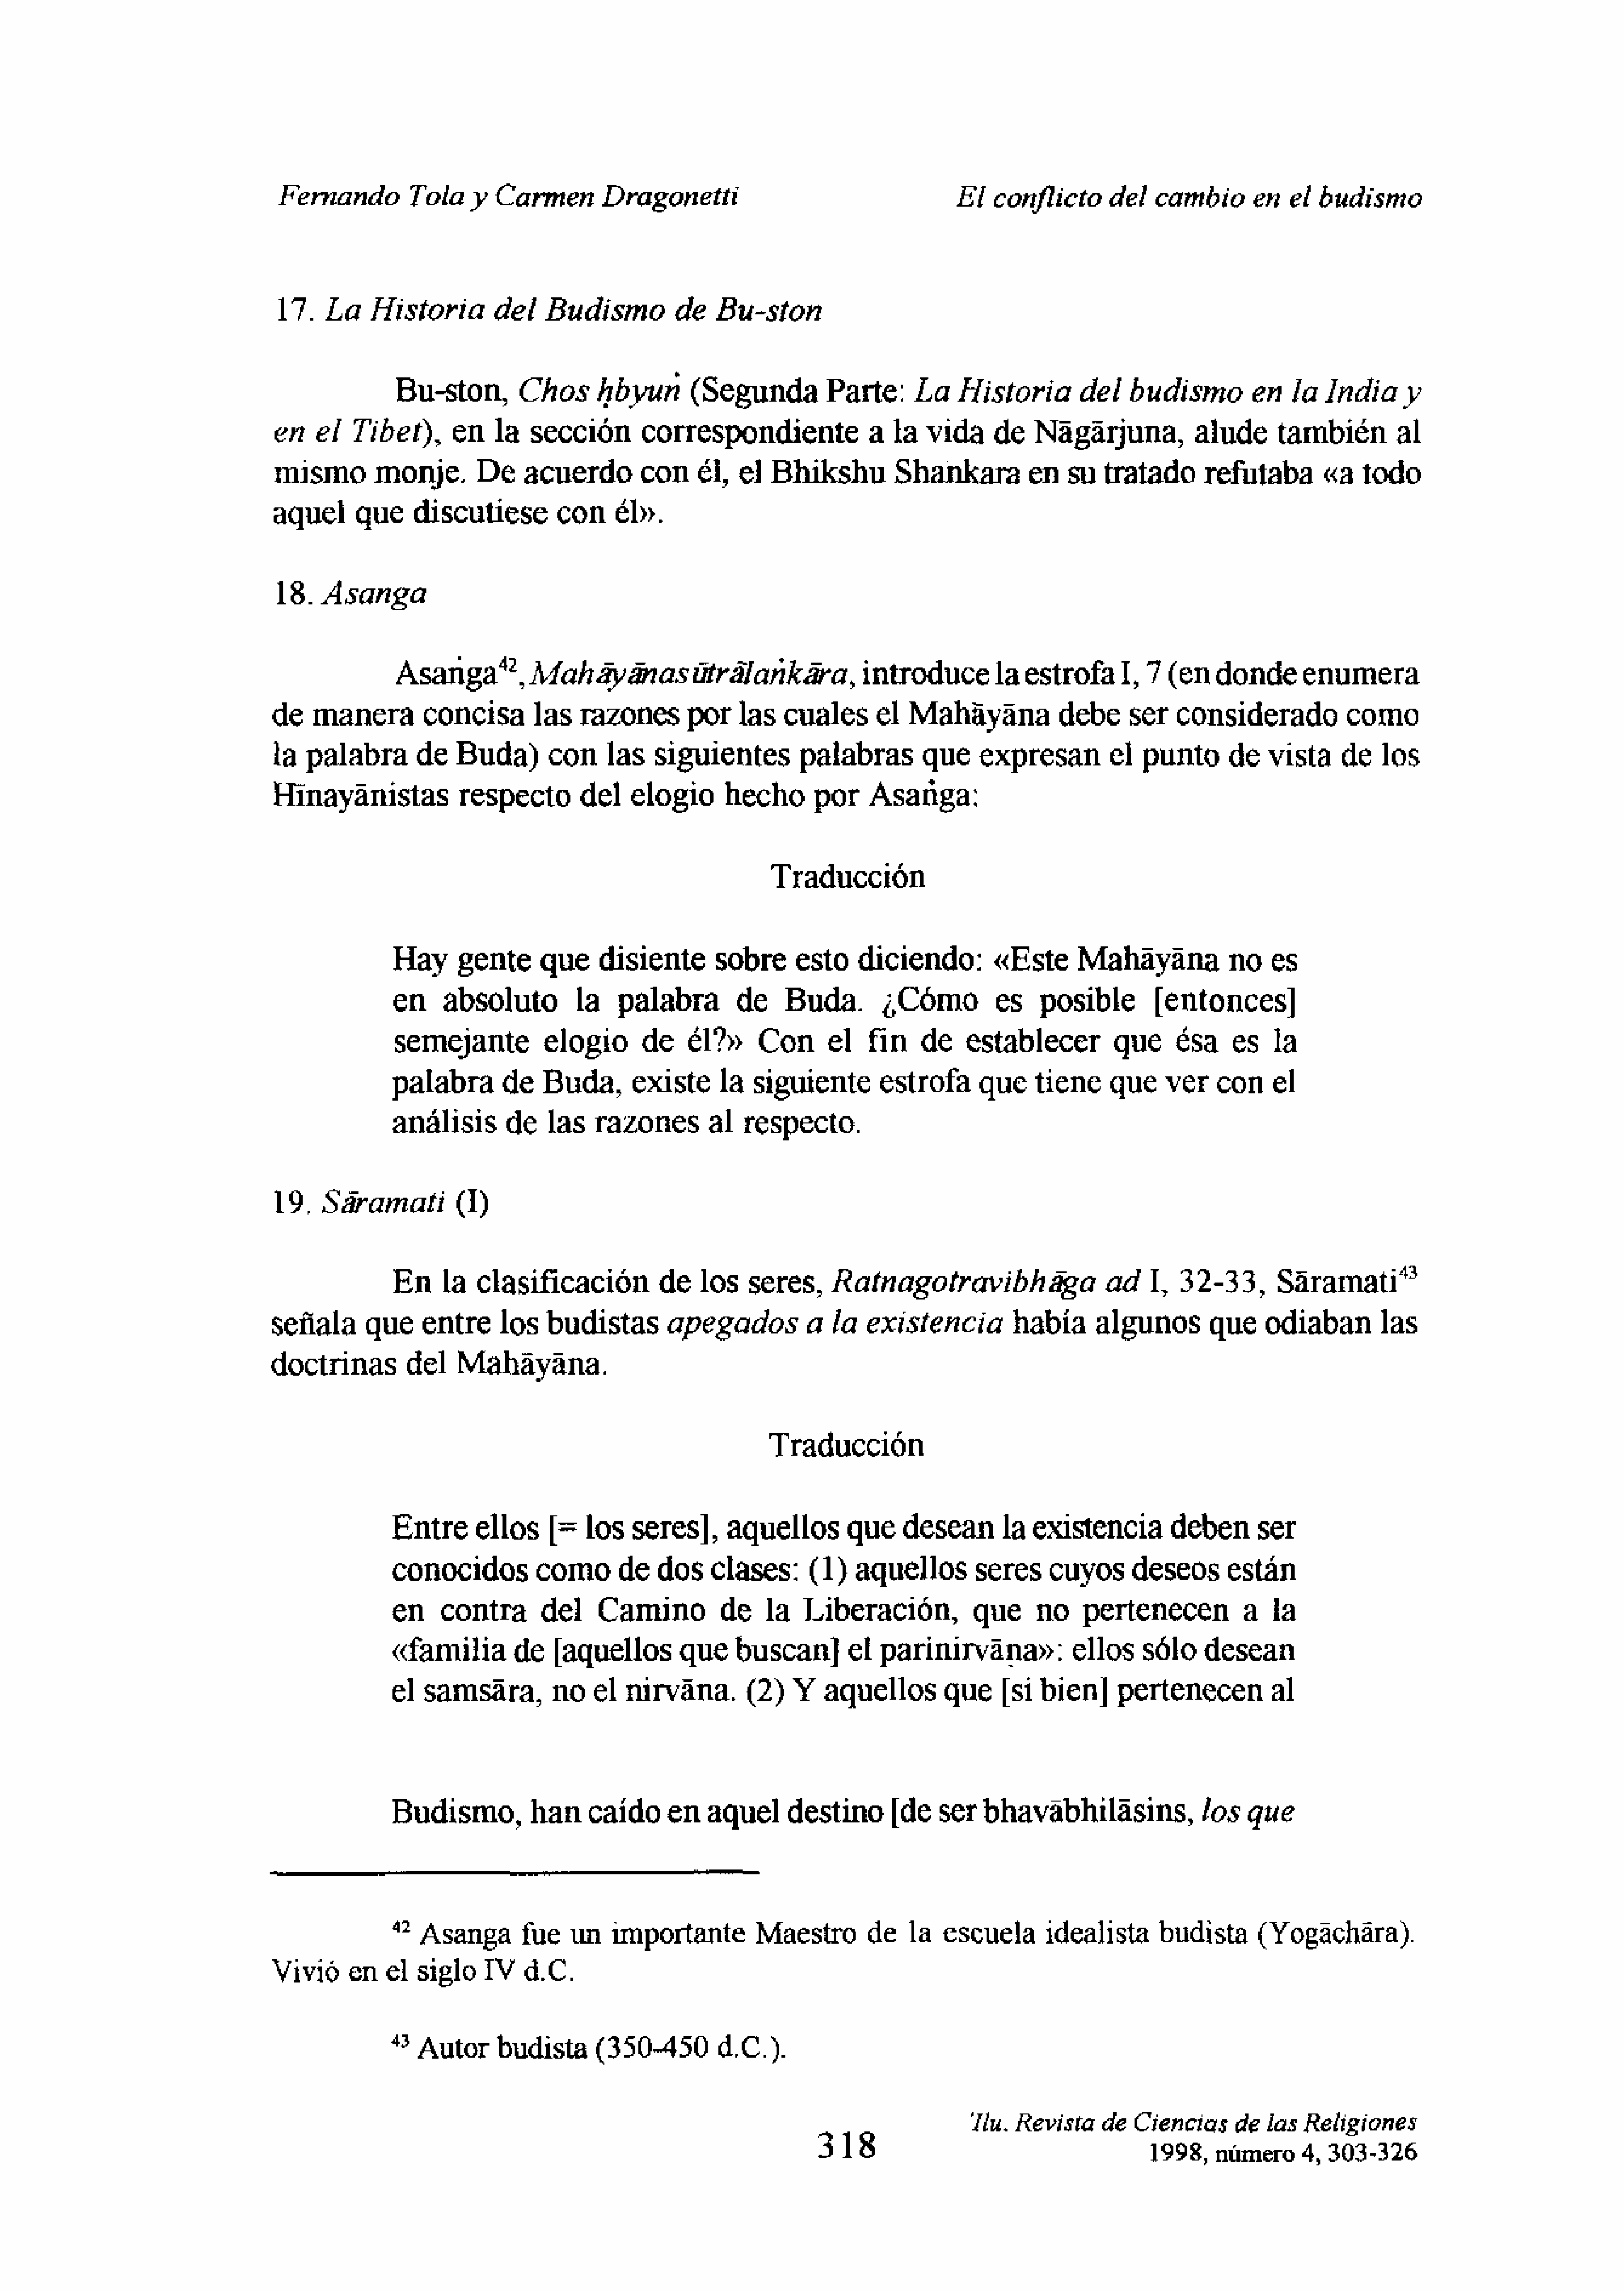 Fernando Tola y Carmen Dragonetti
El conflicto del cambio en el budismo
17. La Historia del Budismo de Bu-ston
Bu-ston, Chos ḥbyuṅ (Segunda Parte: La Historia del budismo en la India y
en el Tibet), en la sección correspondiente a la vida de Nāgārjuna, alude también al
mismo monje. De acuerdo con él, el Bhikshu Shankara en su tratado refutaba «a todo
aquel que discutiese con él».
18. Asanga
Asaṅga⁴², Mahāyānasūtrālaṅkāra, introduce la estrofa I, 7 (en donde enumera
de manera concisa las razones por las cuales el Mahāyāna debe ser considerado como
la palabra de Buda) con las siguientes palabras que expresan el punto de vista de los
Hīnayānistas respecto del elogio hecho por Asaṅga:
Traducción
Hay gente que disiente sobre esto diciendo: «Este Mahāyāna no es
en absoluto la palabra de Buda. ¿Cómo es posible [entonces]
semejante elogio de él?» Con el fin de establecer que ésa es la
palabra de Buda, existe la siguiente estrofa que tiene que ver con el
análisis de las razones al respecto.
19. Sāramati (I)
En la clasificación de los seres, Ratnagotravibhāga ad I, 32-33, Sāramati⁴³
señala que entre los budistas apegados a la existencia había algunos que odiaban las
doctrinas del Mahāyāna.
Traducción
Entre ellos [= los seres], aquellos que desean la existencia deben ser
conocidos como de dos clases: (1) aquellos seres cuyos deseos están
en contra del Camino de la Liberación, que no pertenecen a la
«familia de [aquellos que buscan] el parinirvāṇa»: ellos sólo desean
el samsāra, no el nirvāna. (2) Y aquellos que [si bien] pertenecen al
Budismo, han caído en aquel destino [de ser bhavābhilāsins, los que
⁴² Asanga fue un importante Maestro de la escuela idealista budista (Yogāchāra).
Vivió en el siglo IV d.C.
⁴³ Autor budista (350-450 d.C.).
'Ilu. Revista de Ciencias de las Religiones
318
1998, número 4, 303-326